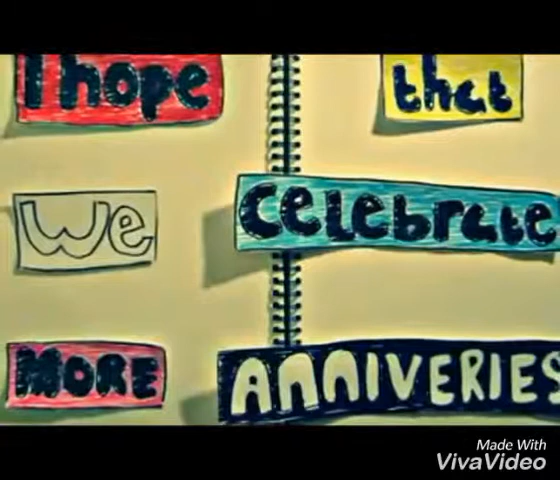 I hope that
We celebrate
MORE ANNIVERIES
Made With
VivaVideo